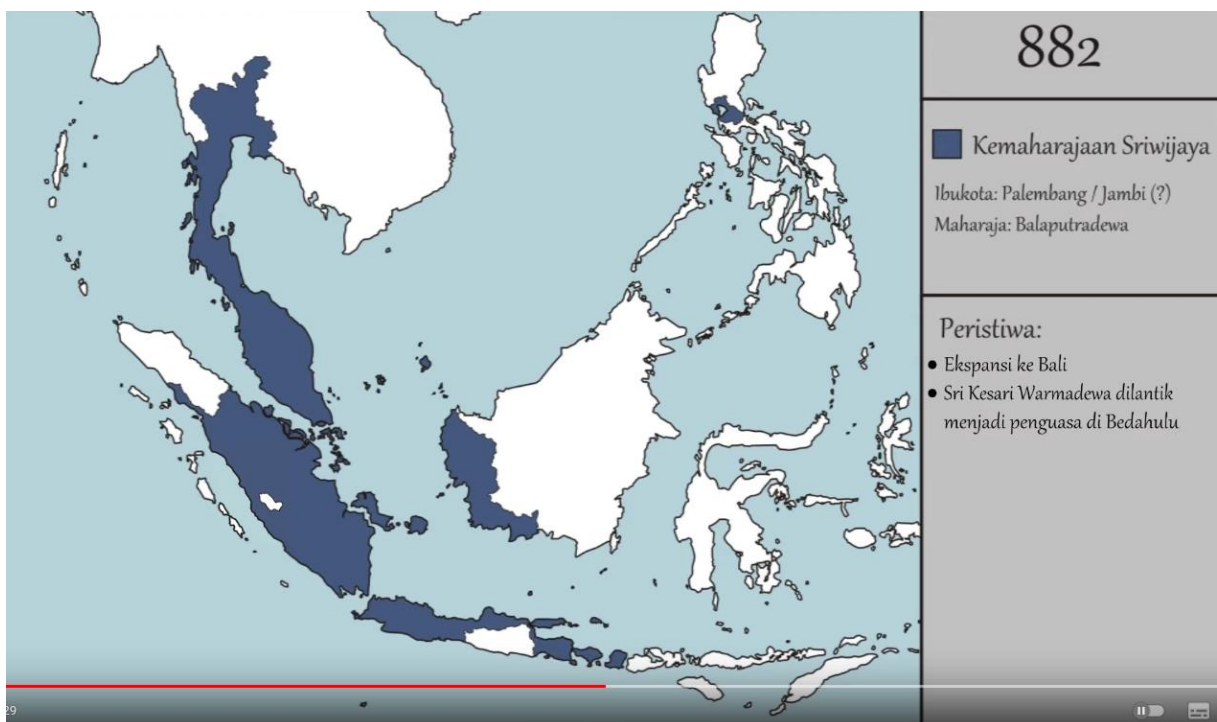 882
Kemaharajaan Sriwijaya
Ibukota: Palembang / Jambi (?)
Maharaja: Balaputradewa
Peristiwa:
• Ekspansi ke Bali
• Sri Kesari Warmadewa dilantik
menjadi penguasa di Bedahulu
29